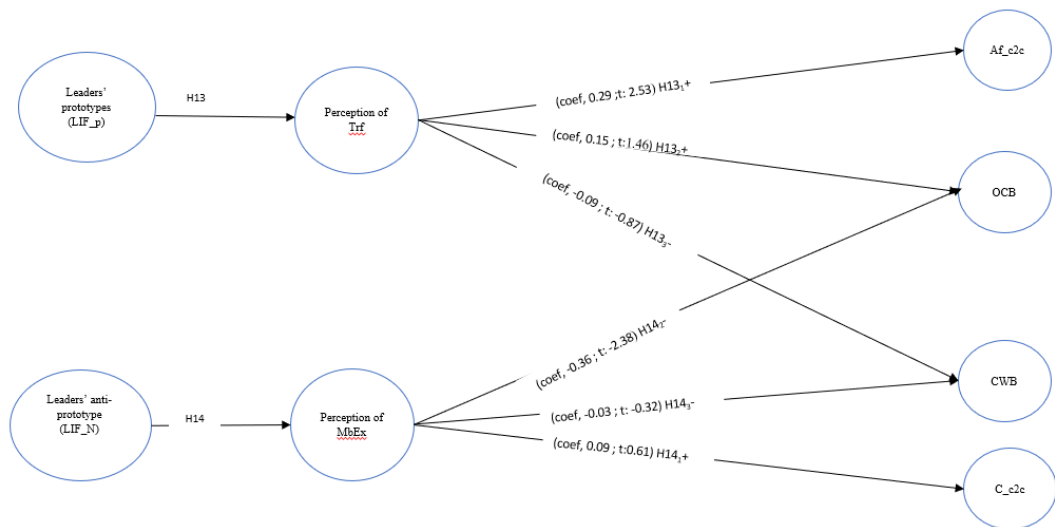 Af_c2c
Leaders'
prototypes
(LIF_p)
H13
Perception of
Trf
(coef, 0.29 ;t: 2.53) H13₁+
(coef, 0.15 ; t:1.46) H13₂+
(coef, -0.09 ; t: -0.87) H13₃-
OCB
(coef, -0.36 ; t: -2.38) H14₂-
CWB
Leaders' anti-
prototype
(LIF_N)
H14
Perception of
MbEx
(coef, -0.03 ; t: -0.32) H14₃-
(coef, 0.09 ; t:0.61) H14₁+
C_c2c